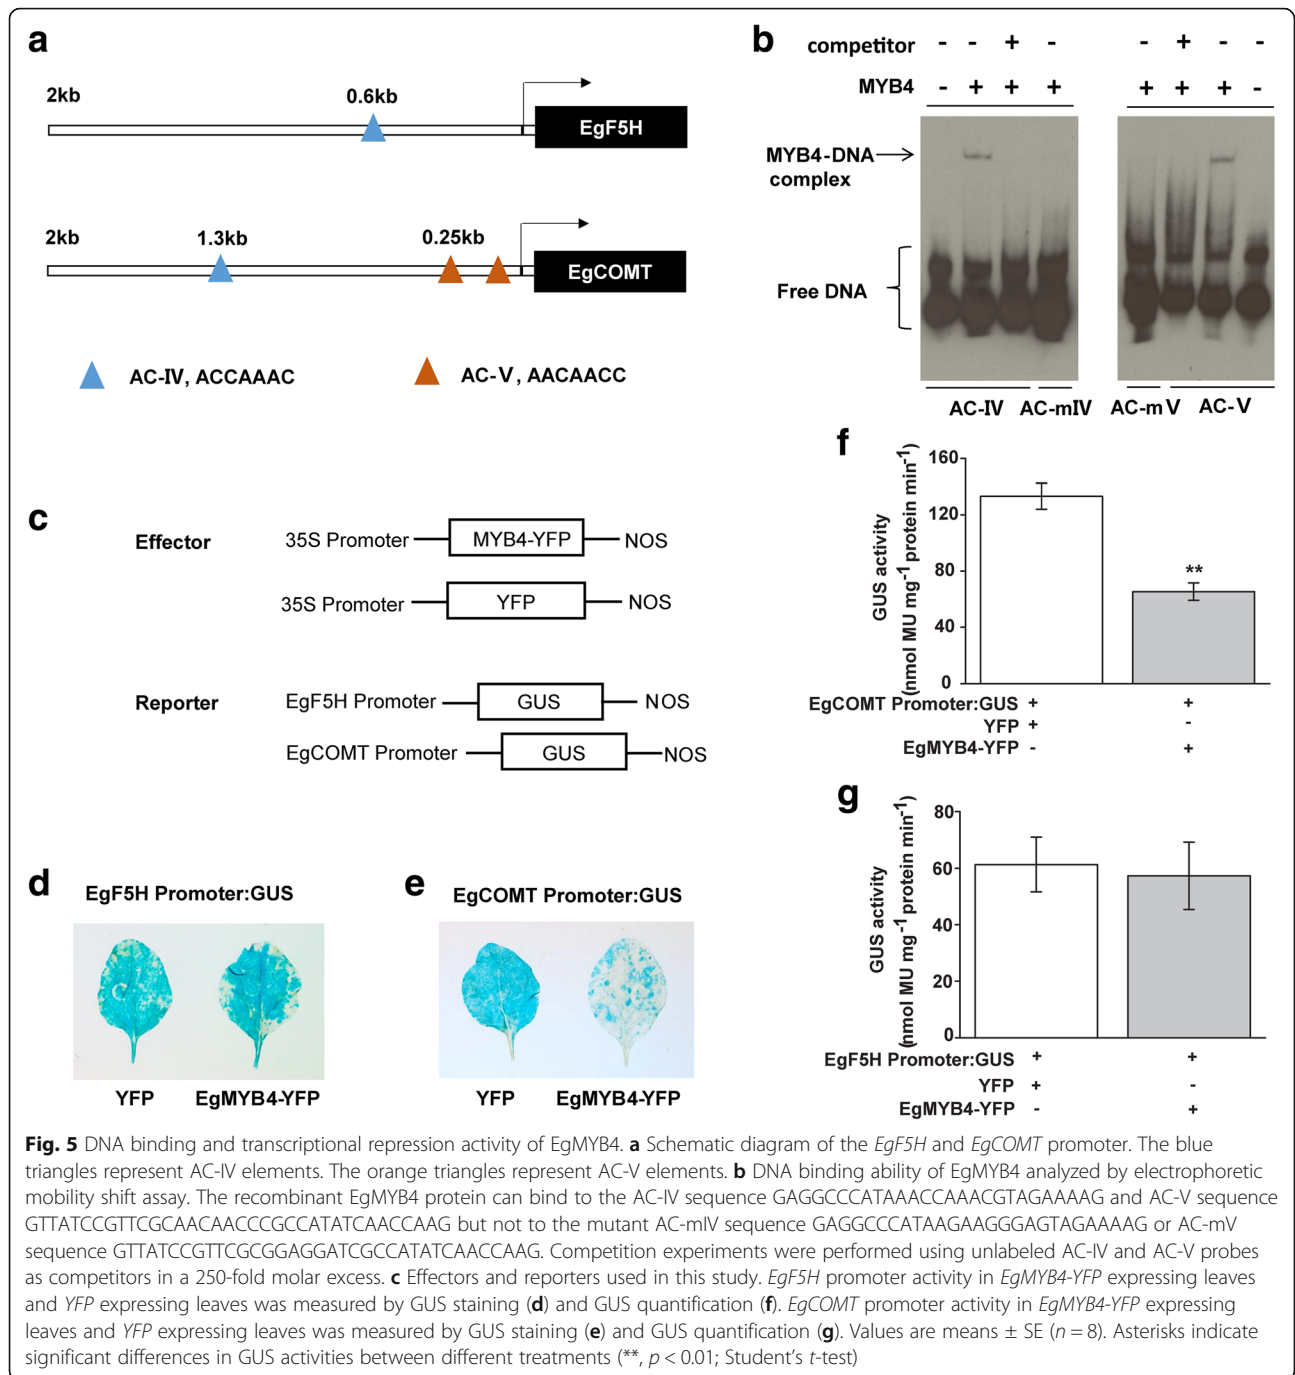 a
2kb
0.6kb
EgF5H
2kb
1.3kb
0.25kb
EgCOMT
AC-IV, ACCAAAC
AC-V, AACAACC
b
competitor - - + - - + - -
MYB4 - + + + + + + -
MYB4-DNA
complex
Free DNA
AC-IV AC-mIV AC-mV AC-V
c
Effector
35S Promoter MYB4-YFP NOS
35S Promoter YFP NOS
Reporter
EgF5H Promoter GUS NOS
EgCOMT Promoter GUS NOS
d
EgF5H Promoter:GUS
YFP EgMYB4-YFP
e
EgCOMT Promoter:GUS
YFP EgMYB4-YFP
f
GUS activity
(nmol MU mg⁻¹ protein min⁻¹)
160
120
80
40
0
**
EgCOMT Promoter:GUS + +
YFP + -
EgMYB4-YFP - +
g
GUS activity
(nmol MU mg⁻¹ protein min⁻¹)
80
60
40
20
0
EgF5H Promoter:GUS + +
YFP + -
EgMYB4-YFP - +
Fig. 5 DNA binding and transcriptional repression activity of EgMYB4. a Schematic diagram of the EgF5H and EgCOMT promoter. The blue
triangles represent AC-IV elements. The orange triangles represent AC-V elements. b DNA binding ability of EgMYB4 analyzed by electrophoretic
mobility shift assay. The recombinant EgMYB4 protein can bind to the AC-IV sequence GAGGCCCATAAACCAAACGTAGAAAAG and AC-V sequence
GTTATCCGTTCGCAACAACCCGCCATATCAACCAAG but not to the mutant AC-mIV sequence GAGGCCCATAAGAAGGGAGTAGAAAAG or AC-mV
sequence GTTATCCGTTCGCGGAGGATCGCCATATCAACCAAG. Competition experiments were performed using unlabeled AC-IV and AC-V probes
as competitors in a 250-fold molar excess. c Effectors and reporters used in this study. EgF5H promoter activity in EgMYB4-YFP expressing leaves
and YFP expressing leaves was measured by GUS staining (d) and GUS quantification (f). EgCOMT promoter activity in EgMYB4-YFP expressing
leaves and YFP expressing leaves was measured by GUS staining (e) and GUS quantification (g). Values are means ± SE (n = 8). Asterisks indicate
significant differences in GUS activities between different treatments (**, p < 0.01; Student's t-test)